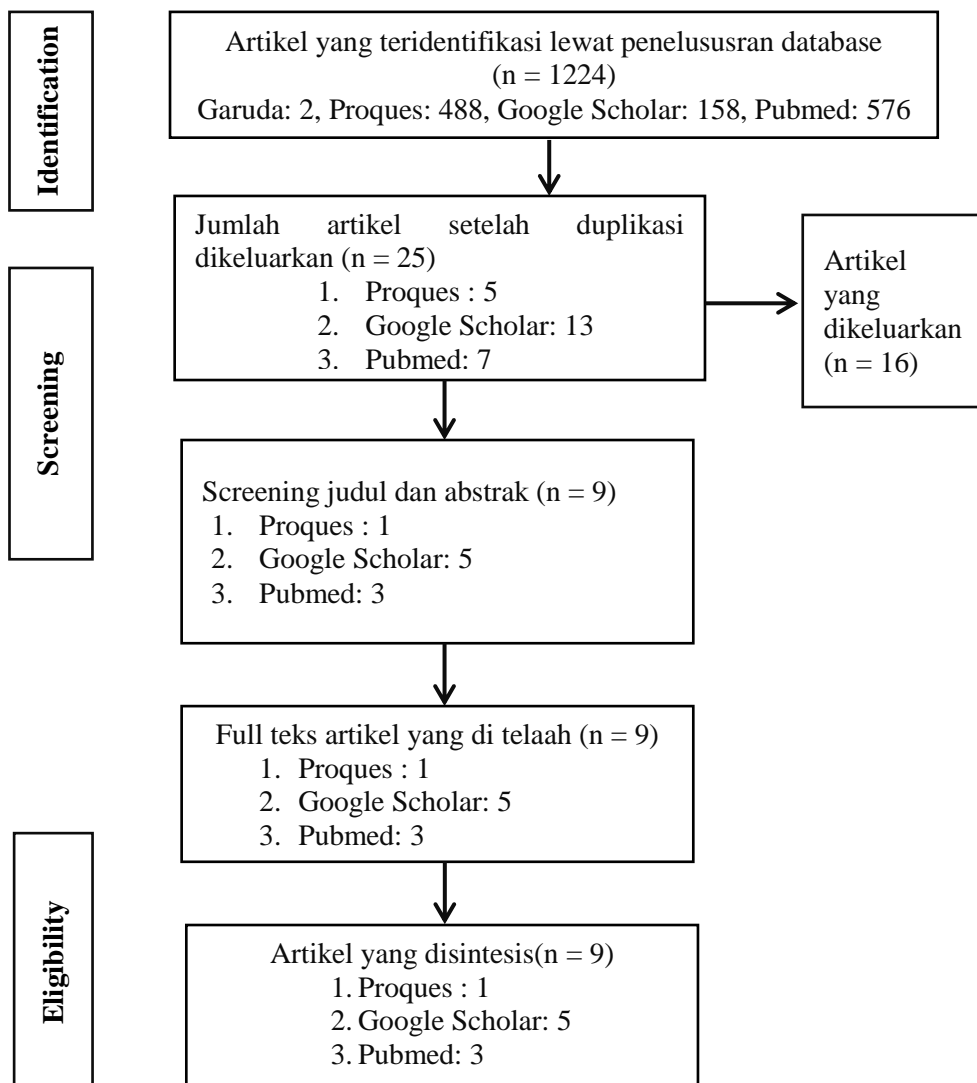 Identification
Artikel yang teridentifikasi lewat penelususran database
(n = 1224)
Garuda: 2, Proques: 488, Google Scholar: 158, Pubmed: 576
Screening
Jumlah artikel setelah duplikasi
dikeluarkan (n = 25)
1. Proques : 5
2. Google Scholar: 13
3. Pubmed: 7
Artikel
yang
dikeluarkan
(n = 16)
Screening judul dan abstrak (n = 9)
1. Proques : 1
2. Google Scholar: 5
3. Pubmed: 3
Full teks artikel yang di telaah (n = 9)
1. Proques : 1
2. Google Scholar: 5
3. Pubmed: 3
Eligibility
Artikel yang disintesis(n = 9)
1. Proques : 1
2. Google Scholar: 5
3. Pubmed: 3